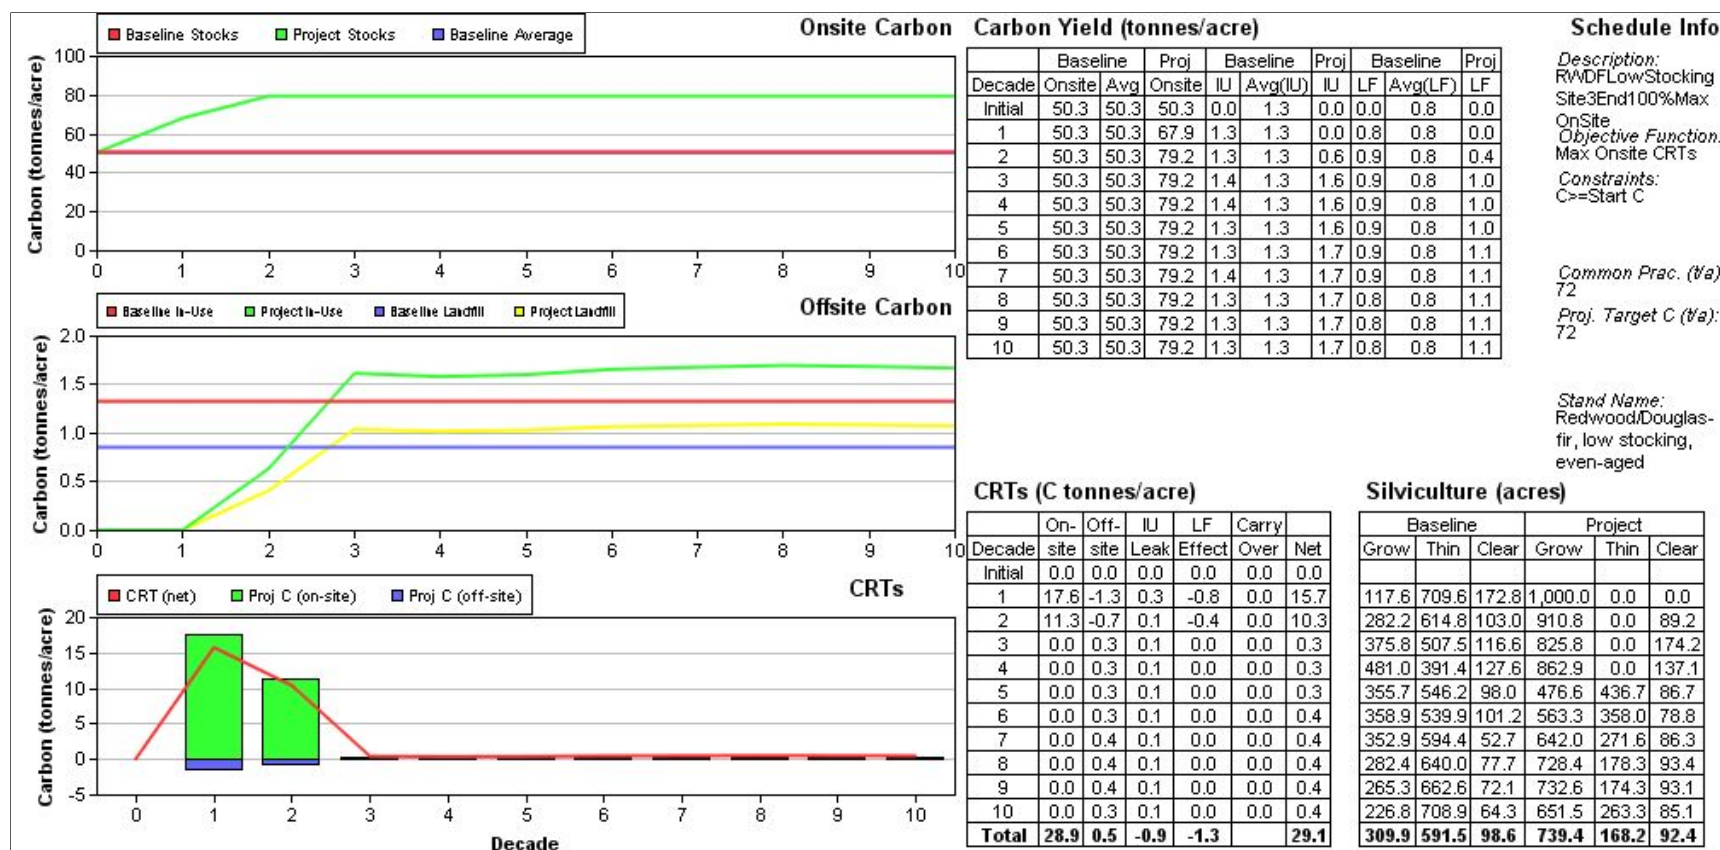 Onsite Carbon
Baseline Stocks Project Stocks Baseline Average
Carbon (tonnes/acre)
100
80
60
40
20
0
0 1 2 3 4 5 6 7 8 9 10
Offsite Carbon
Baseline In-Use Project In-Use Baseline Landfill Project Landfill
Carbon (tonnes/acre)
2.0
1.5
1.0
0.5
0.0
0 1 2 3 4 5 6 7 8 9 10
CRTs
CRT (net) Proj C (on-site) Proj C (off-site)
Carbon (tonnes/acre)
20
15
10
5
0
-5
0 1 2 3 4 5 6 7 8 9 10
Decade
Carbon Yield (tonnes/acre)
Baseline Proj Baseline Proj Baseline Proj
Decade Onsite Avg Onsite IU Avg(IU) IU LF Avg(LF) LF
Initial 50.3 50.3 50.3 0.0 1.3 0.0 0.0 0.8 0.0
1 50.3 50.3 67.9 1.3 1.3 0.0 0.8 0.8 0.0
2 50.3 50.3 79.2 1.3 1.3 0.6 0.9 0.8 0.4
3 50.3 50.3 79.2 1.4 1.3 1.6 0.9 0.8 1.0
4 50.3 50.3 79.2 1.4 1.3 1.6 0.9 0.8 1.0
5 50.3 50.3 79.2 1.3 1.3 1.6 0.9 0.8 1.0
6 50.3 50.3 79.2 1.3 1.3 1.7 0.8 0.8 1.1
7 50.3 50.3 79.2 1.4 1.3 1.7 0.9 0.8 1.1
8 50.3 50.3 79.2 1.3 1.3 1.7 0.8 0.8 1.1
9 50.3 50.3 79.2 1.3 1.3 1.7 0.8 0.8 1.1
10 50.3 50.3 79.2 1.3 1.3 1.7 0.8 0.8 1.1
Schedule Info
Description:
RWDFLowStocking
Site3End100%Max
OnSite
Objective Function:
Max Onsite CRTs
Constraints:
C>=Start C
Common Prac. (t/a)
72
Proj. Target C (t/a):
72
Stand Name:
Redwood/Douglas-
fir, low stocking,
even-aged
CRTs (C tonnes/acre)
On- Off- IU LF Carry
Decade site site Leak Effect Over Net
Initial 0.0 0.0 0.0 0.0 0.0 0.0
1 17.6 -1.3 0.3 -0.8 0.0 15.7
2 11.3 -0.7 0.1 -0.4 0.0 10.3
3 0.0 0.3 0.1 0.0 0.0 0.3
4 0.0 0.3 0.1 0.0 0.0 0.3
5 0.0 0.3 0.1 0.0 0.0 0.3
6 0.0 0.3 0.1 0.0 0.0 0.4
7 0.0 0.4 0.1 0.0 0.0 0.4
8 0.0 0.4 0.1 0.0 0.0 0.4
9 0.0 0.4 0.1 0.0 0.0 0.4
10 0.0 0.3 0.1 0.0 0.0 0.4
Total 28.9 0.5 -0.9 -1.3 29.1
Silviculture (acres)
Baseline Project
Grow Thin Clear Grow Thin Clear
117.6 709.6 172.8 1,000.0 0.0 0.0
282.2 614.8 103.0 910.8 0.0 89.2
375.8 507.5 116.6 825.8 0.0 174.2
481.0 391.4 127.6 862.9 0.0 137.1
355.7 546.2 98.0 476.6 436.7 86.7
358.9 539.9 101.2 563.3 358.0 78.8
352.9 594.4 52.7 642.0 271.6 86.3
282.4 640.0 77.7 728.4 178.3 93.4
265.3 662.6 72.1 732.6 174.3 93.1
226.8 708.9 64.3 651.5 263.3 85.1
309.9 591.5 98.6 739.4 168.2 92.4